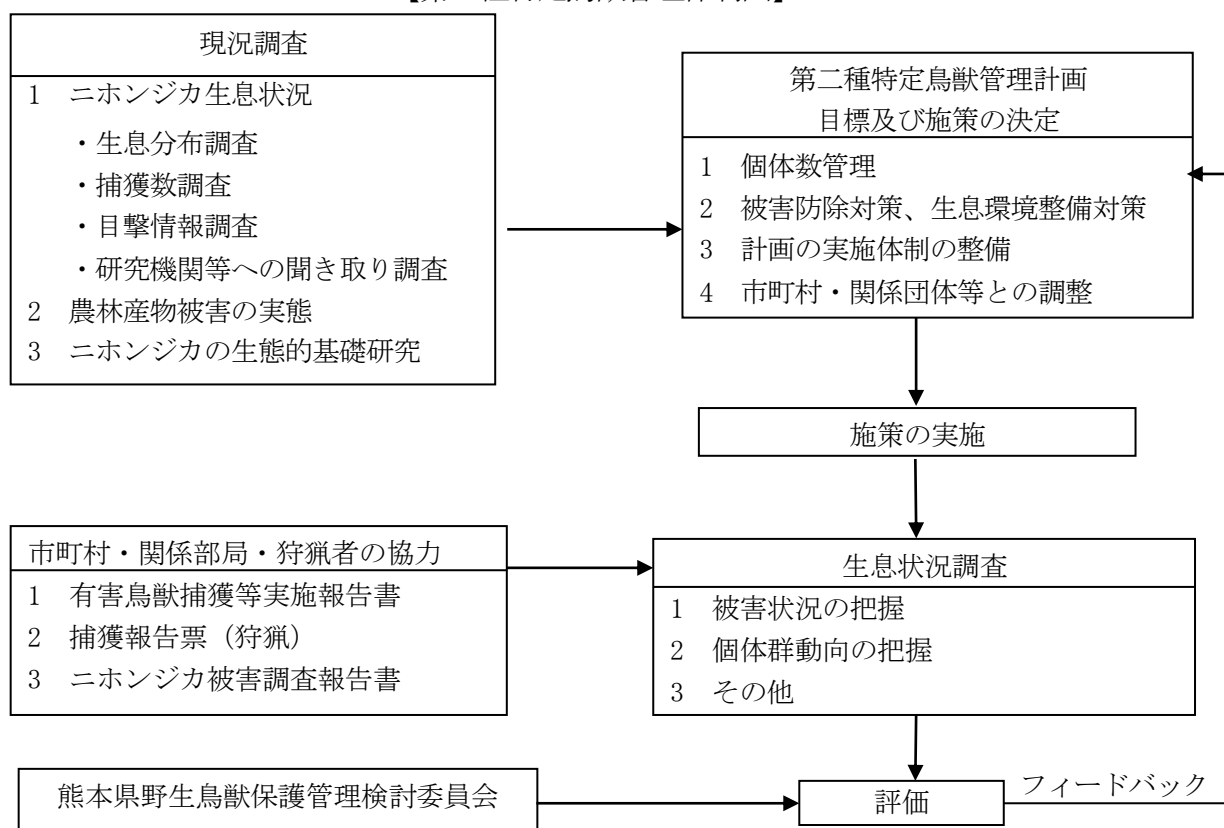 現況調査
1 ニホンジカ生息状況
・生息分布調査
・捕獲数調査
・目撃情報調査
・研究機関等への聞き取り調査
2 農林産物被害の実態
3 ニホンジカの生態的基礎研究
第二種特定鳥獣管理計画
目標及び施策の決定
1 個体数管理
2 被害防除対策、生息環境整備対策
3 計画の実施体制の整備
4 市町村・関係団体等との調整
施策の実施
市町村・関係部局・狩猟者の協力
1 有害鳥獣捕獲等実施報告書
2 捕獲報告票（狩猟）
3 ニホンジカ被害調査報告書
生息状況調査
1 被害状況の把握
2 個体群動向の把握
3 その他
熊本県野生鳥獣保護管理検討委員会
評価
フィードバック